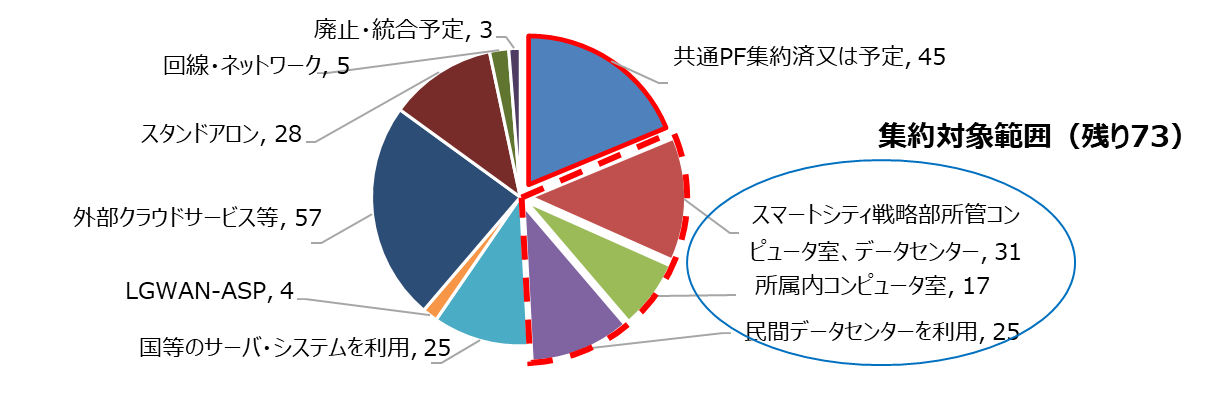 廃止・統合予定, 3
回線・ネットワーク, 5
共通PF集約済又は予定, 45
スタンドアロン, 28
集約対象範囲（残り73）
外部クラウドサービス等, 57
スマートシティ戦略部所管コン
ピュータ室、データセンター, 31
所属内コンピュータ室, 17
LGWAN-ASP, 4
民間データセンターを利用, 25
国等のサーバ・システムを利用, 25